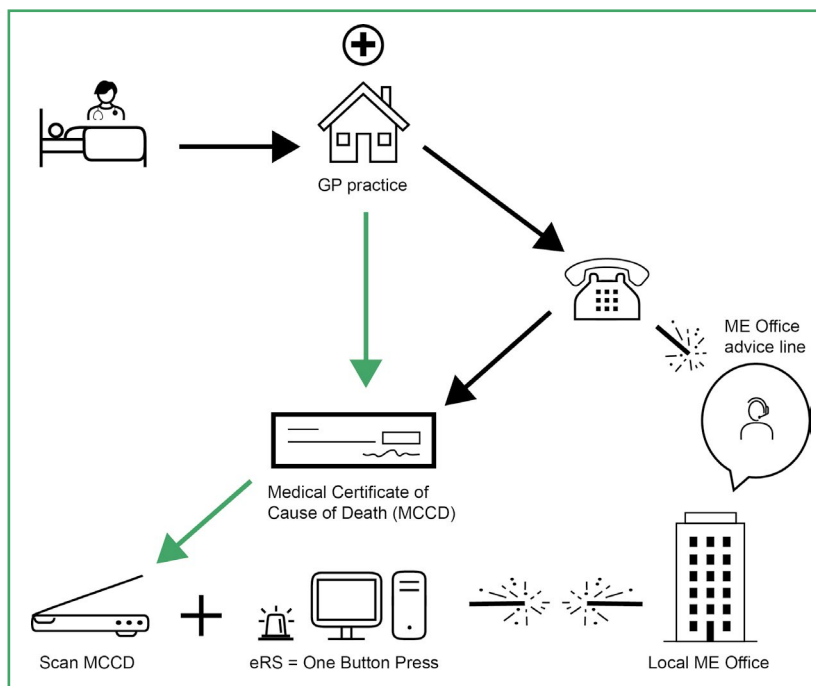 GP practice
ME Office
advice line
Medical Certificate of
Cause of Death (MCCD)
Scan MCCD
eRS = One Button Press
Local ME Office